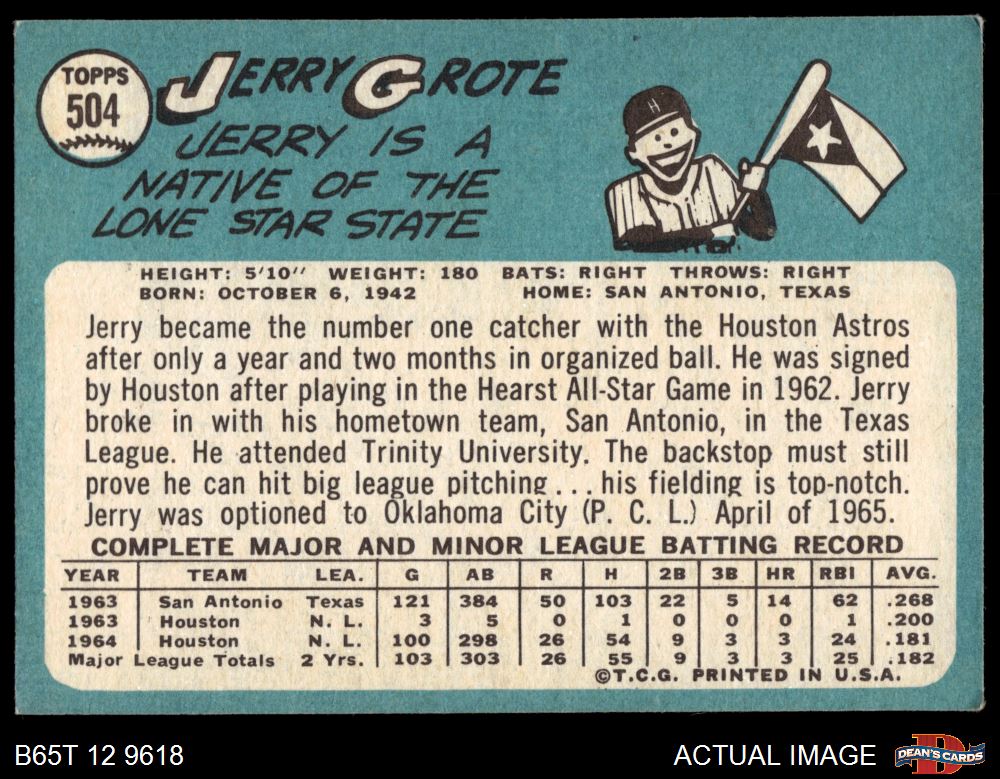 TOPPS
504
JERRY GROTE
JERRY IS A
NATIVE OF THE
LONE STAR STATE
H
HEIGHT: 5'10" WEIGHT: 180 BATS: RIGHT THROWS: RIGHT
BORN: OCTOBER 6, 1942 HOME: SAN ANTONIO, TEXAS
Jerry became the number one catcher with the Houston Astros
after only a year and two months in organized ball. He was signed
by Houston after playing in the Hearst All-Star Game in 1962. Jerry
broke in with his hometown team, San Antonio, in the Texas
League. He attended Trinity University. The backstop must still
prove he can hit big league pitching . . . his fielding is top-notch.
Jerry was optioned to Oklahoma City (P. C. L.) April of 1965.
COMPLETE MAJOR AND MINOR LEAGUE BATTING RECORD
YEAR TEAM LEA. G AB R H 2B 3B HR RBI AVG.
1963 San Antonio Texas 121 384 50 103 22 5 14 62 .268
1963 Houston N. L. 3 5 0 1 0 0 0 1 .200
1964 Houston N. L. 100 298 26 54 9 3 3 24 .181
Major League Totals 2 Yrs. 103 303 26 55 9 3 3 25 .182
©T.C.G. PRINTED IN U.S.A.
B65T 12 9618 ACTUAL IMAGE DEAN'S CARDS